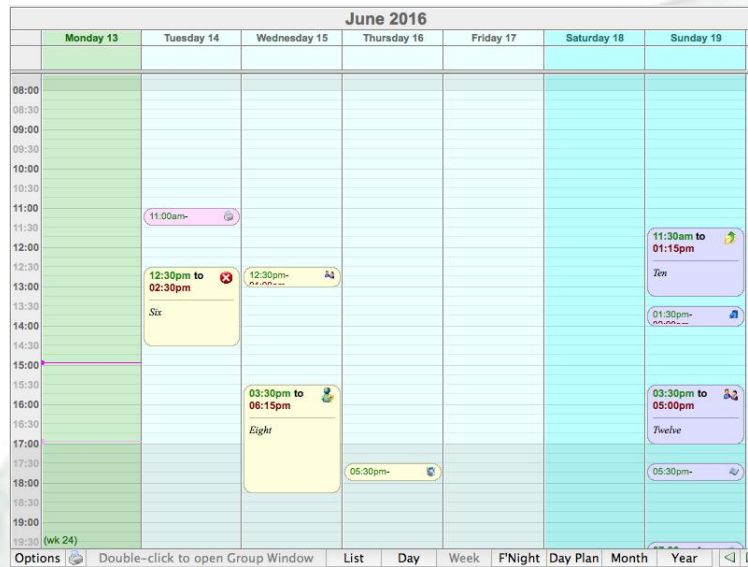 June 2016
Monday 13 Tuesday 14 Wednesday 15 Thursday 16 Friday 17 Saturday 18 Sunday 19
08:00
08:30
09:00
09:30
10:00
10:30
11:00
11:00am-
11:30
11:30am to
01:15pm
Ten
12:00
12:30
12:30pm to
02:30pm
Six
12:30pm-
13:00
13:30
01:30pm-
14:00
14:30
15:00
15:30
03:30pm to
06:15pm
Eight
03:30pm to
05:00pm
Twelve
16:00
16:30
17:00
17:30
05:30pm-
05:30pm-
18:00
18:30
19:00
19:30 (wk 24)
Options Double-click to open Group Window List Day Week F'Night Day Plan Month Year